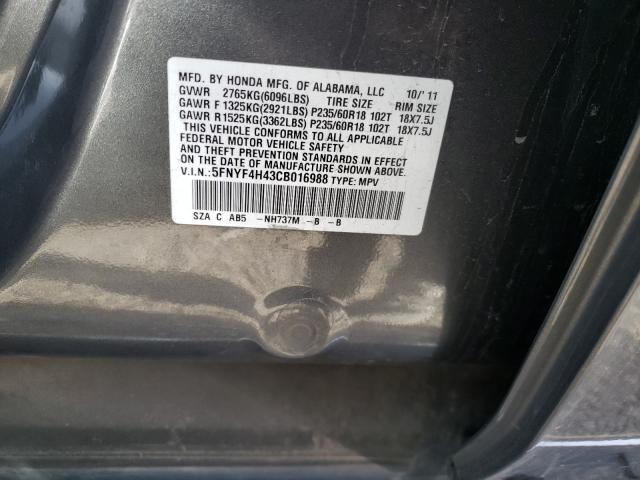 MFD. BY HONDA MFG. OF ALABAMA, LLC 10/'11
GVWR 2765KG(6096LBS) TIRE SIZE RIM SIZE
GAWR F 1325KG(2921LBS) P235/60R18 102T 18X7.5J
GAWR R 1525KG(3362LBS) P235/60R18 102T 18X7.5J
THIS VEHICLE CONFORMS TO ALL APPLICABLE
FEDERAL MOTOR VEHICLE SAFETY
AND THEFT PREVENTION STANDARDS IN EFFECT
ON THE DATE OF MANUFACTURE SHOWN ABOVE.
V.I.N.:5FNYF4H43CB016988 TYPE: MPV
SZA C AB5 -NH737M -B -B